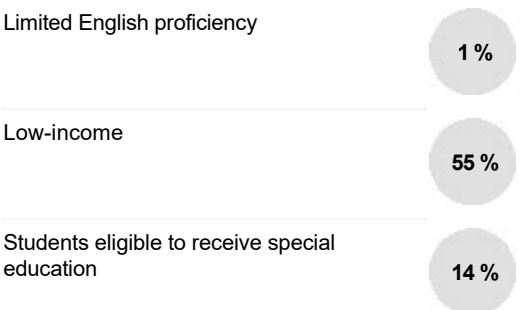 Limited English proficiency
1 %
Low-income
55 %
Students eligible to receive special
education
14 %